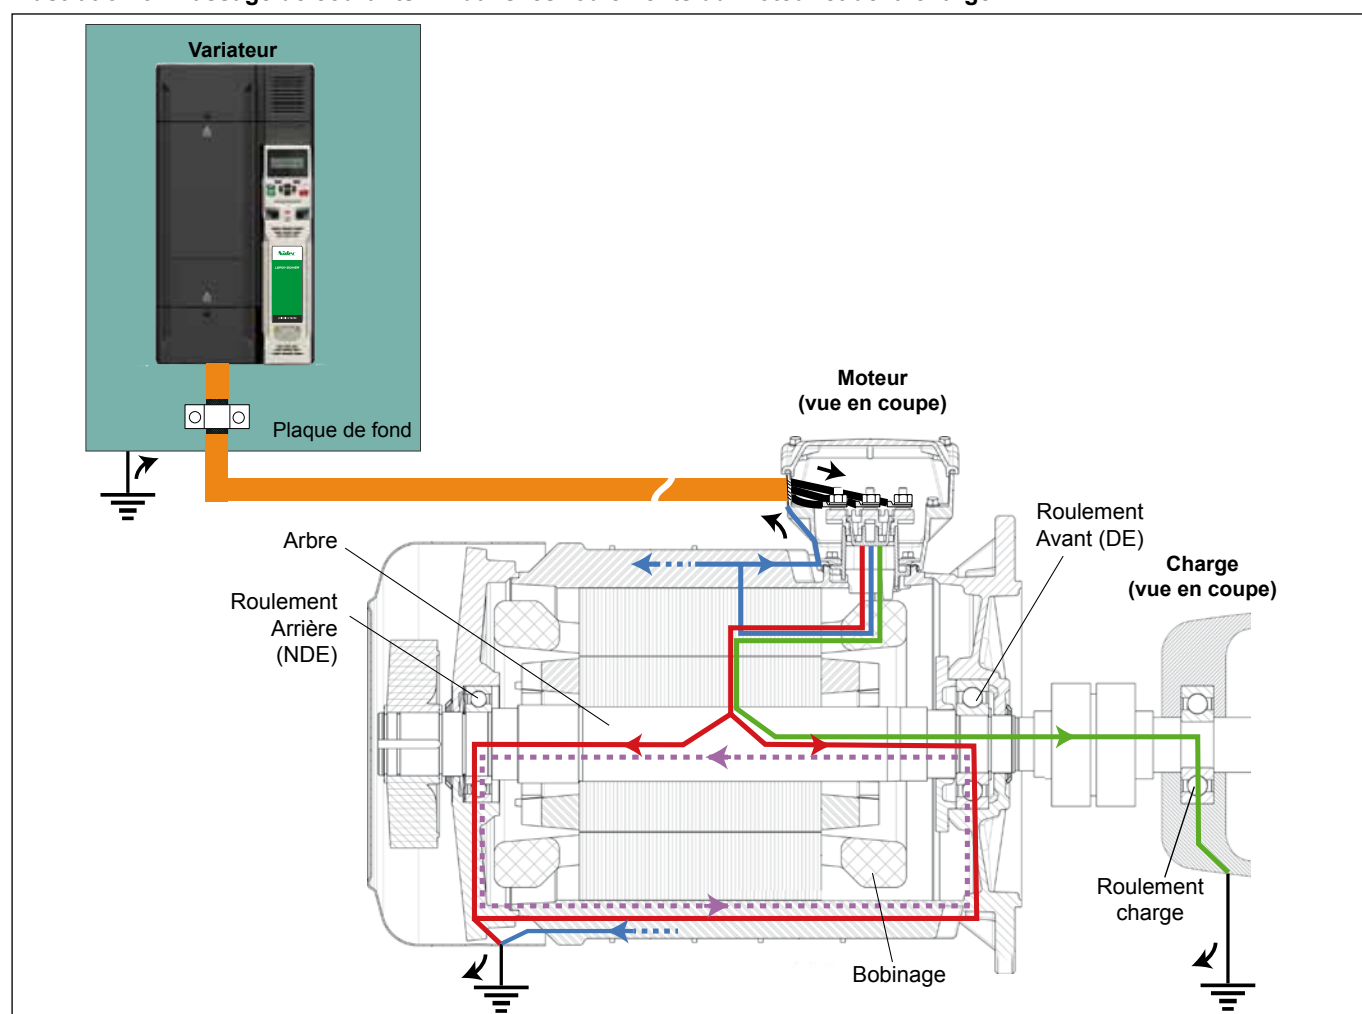 Variateur
Nidec
Plaque de fond
Moteur
(vue en coupe)
Roulement
Avant (DE)
Charge
(vue en coupe)
Arbre
Roulement
Arrière
(NDE)
Roulement
charge
Bobinage